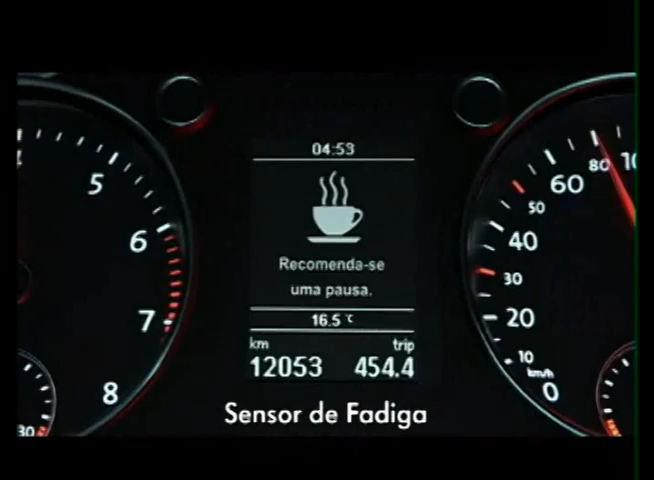 04:53
Recomenda-se
uma pausa.
16.5 °C
km
trip
12053
454.4
5
6
7
8
30
80
60
50
40
30
20
10
km/h
0
Sensor de Fadiga